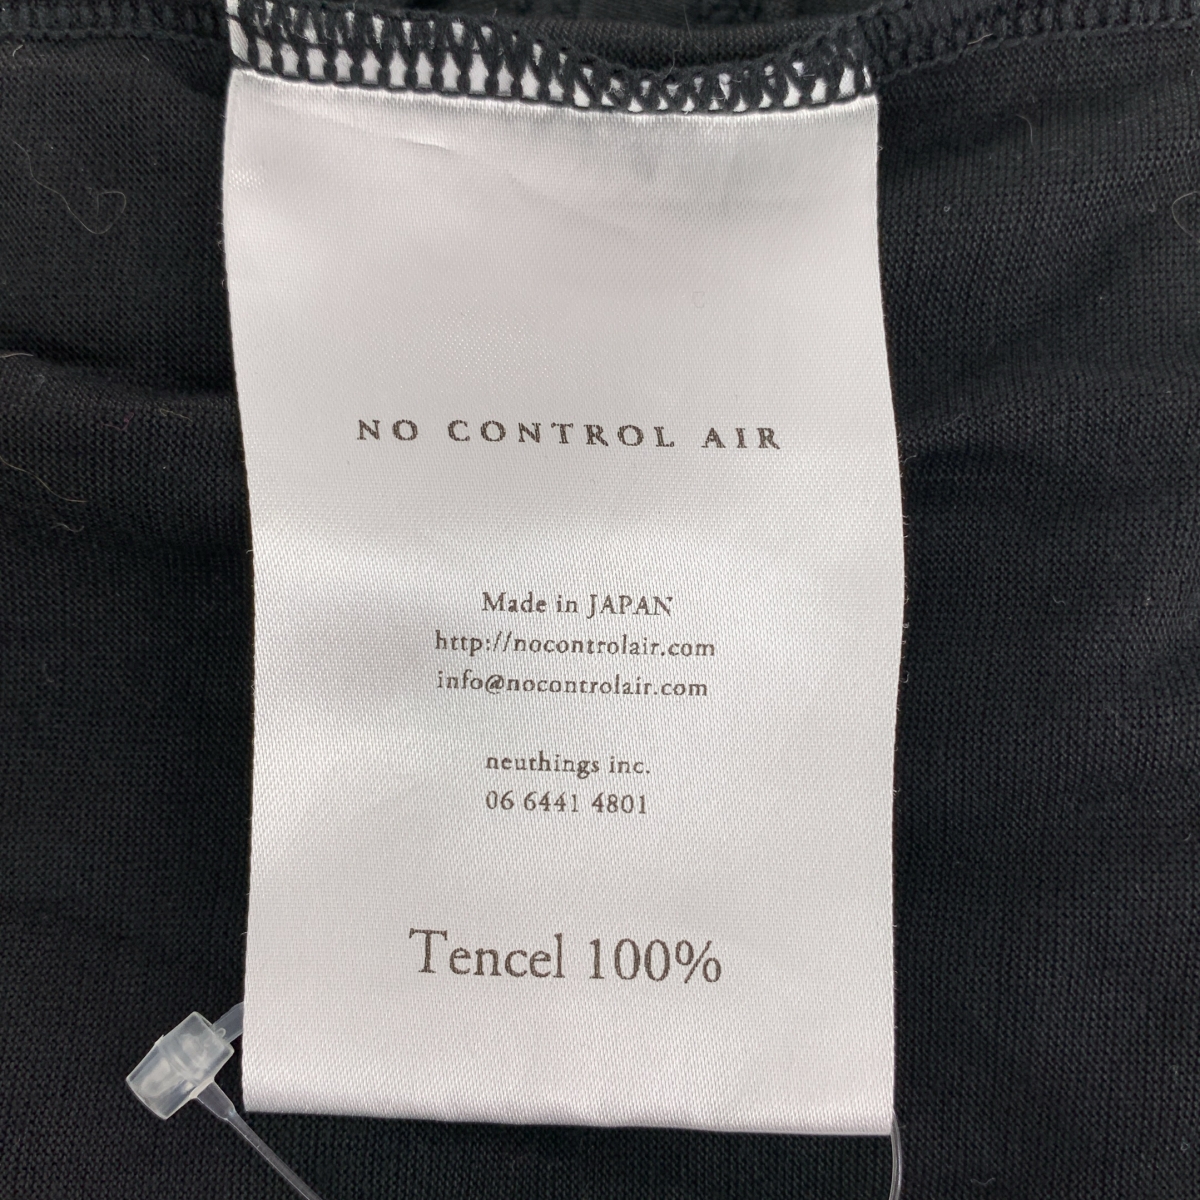 NO CONTROL AIR
Made in JAPAN
http://nocontrolair.com
info@nocontrolair.com
neuthings inc.
06 6441 4801
Tencel 100%